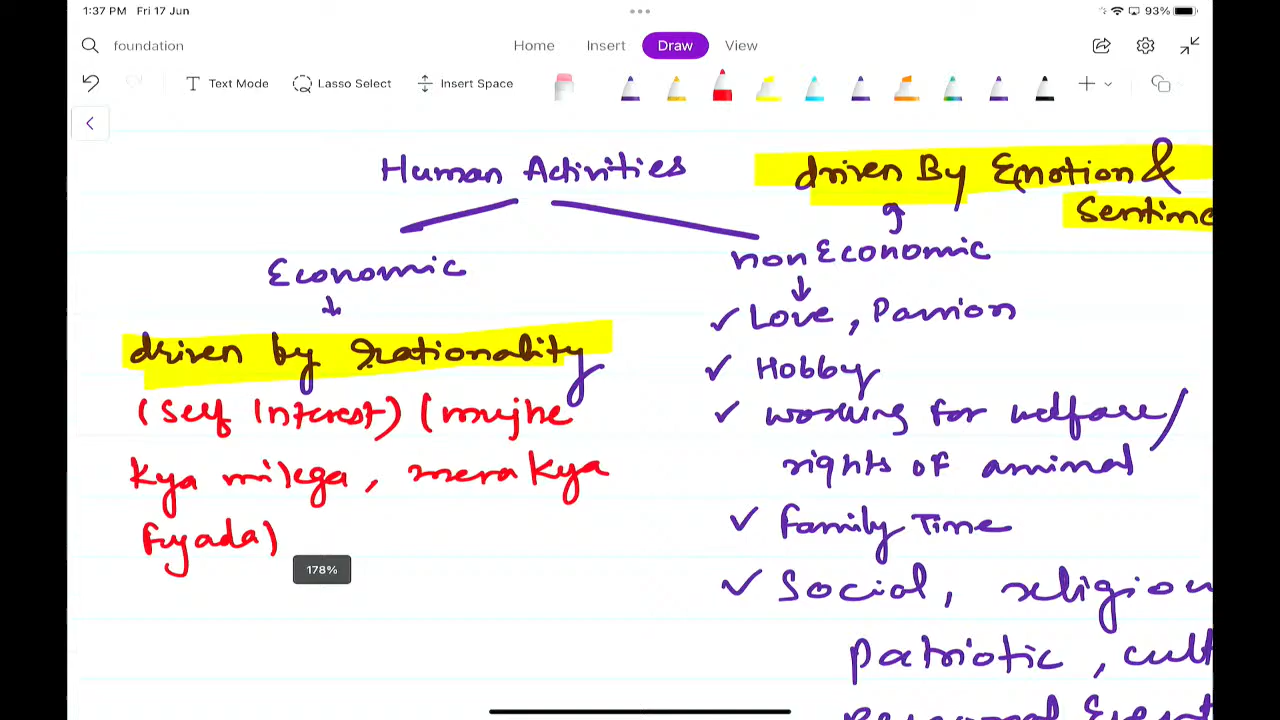 1:37 PM Fri 17 Jun
93%
foundation
Home Insert Draw View
Text Mode Lasso Select Insert Space
Human Activities
driven By Emotion &
Sentime
Economic
non Economic
driven by rationality
(Self Interest) (mujhe
kya milega, mera kya
fyada)
✓ Love, Passion
✓ Hobby
✓ working for welfare/
rights of aminal
✓ family Time
✓ Social, religiou
patriotic, cult
178%